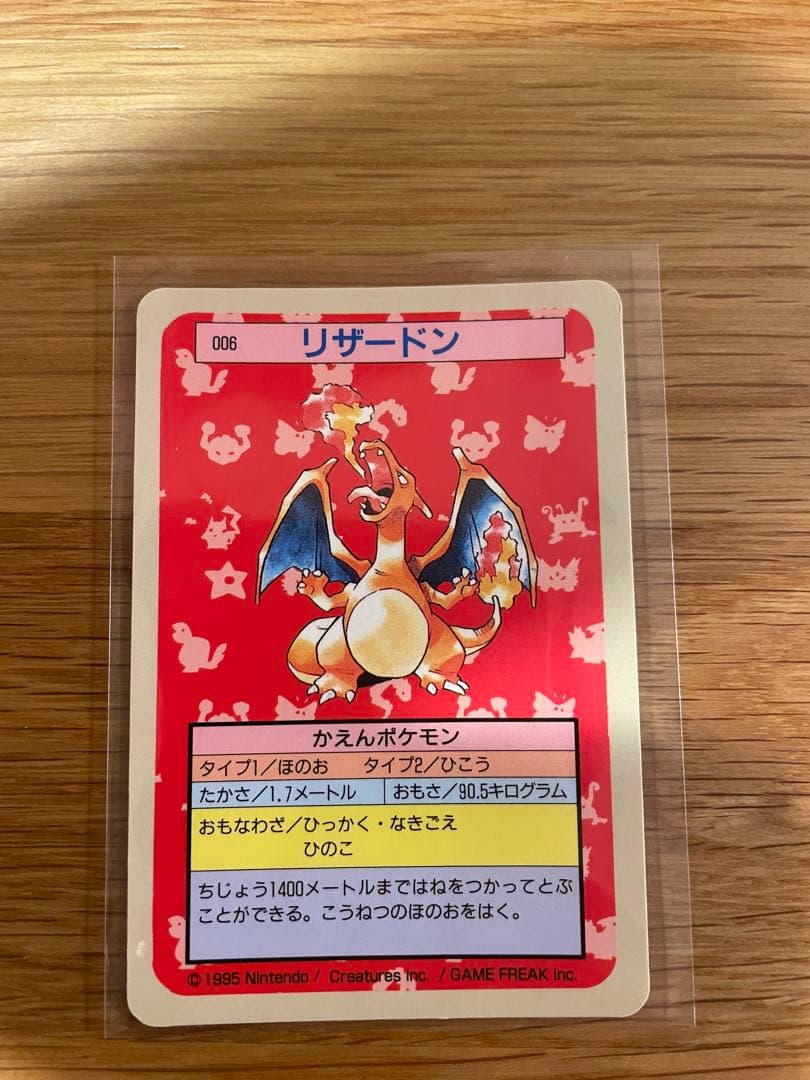 006 リザードン
かえんポケモン
タイプ1/ほのお タイプ2/ひこう
たかさ/1.7メートル おもさ/90.5キログラム
おもなわざ/ひっかく・なきごえ
ひのこ
ちじょう1400メートルまではねをつかってとぶ
ことができる。こうねつのほのおをはく。
©1995 Nintendo / Creatures inc. / GAME FREAK inc.